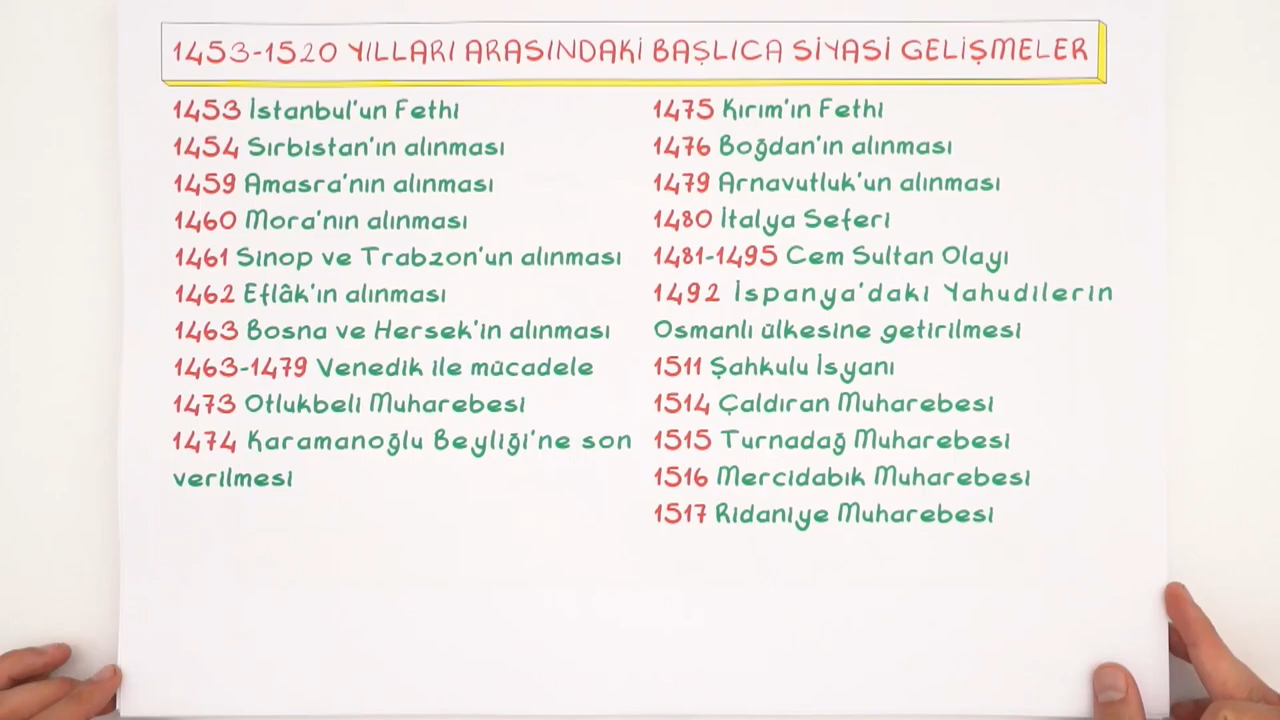 1453-1520 YILLARI ARASINDAKİ BAŞLICA SİYASİ GELİŞMELER
1453 İstanbul'un Fethi
1454 Sırbistan'ın alınması
1459 Amasra'nın alınması
1460 Mora'nın alınması
1461 Sinop ve Trabzon'un alınması
1462 Eflâk'ın alınması
1463 Bosna ve Hersek'in alınması
1463-1479 Venedik ile mücadele
1473 Otlukbeli Muharebesi
1474 Karamanoğlu Beyliği'ne son
verilmesi
1475 Kırım'ın Fethi
1476 Boğdan'ın alınması
1479 Arnavutluk'un alınması
1480 İtalya Seferi
1481-1495 Cem Sultan Olayı
1492 İspanya'daki Yahudilerin
Osmanlı ülkesine getirilmesi
1511 Şahkulu İsyanı
1514 Çaldıran Muharebesi
1515 Turnadağ Muharebesi
1516 Mercidabık Muharebesi
1517 Ridaniye Muharebesi